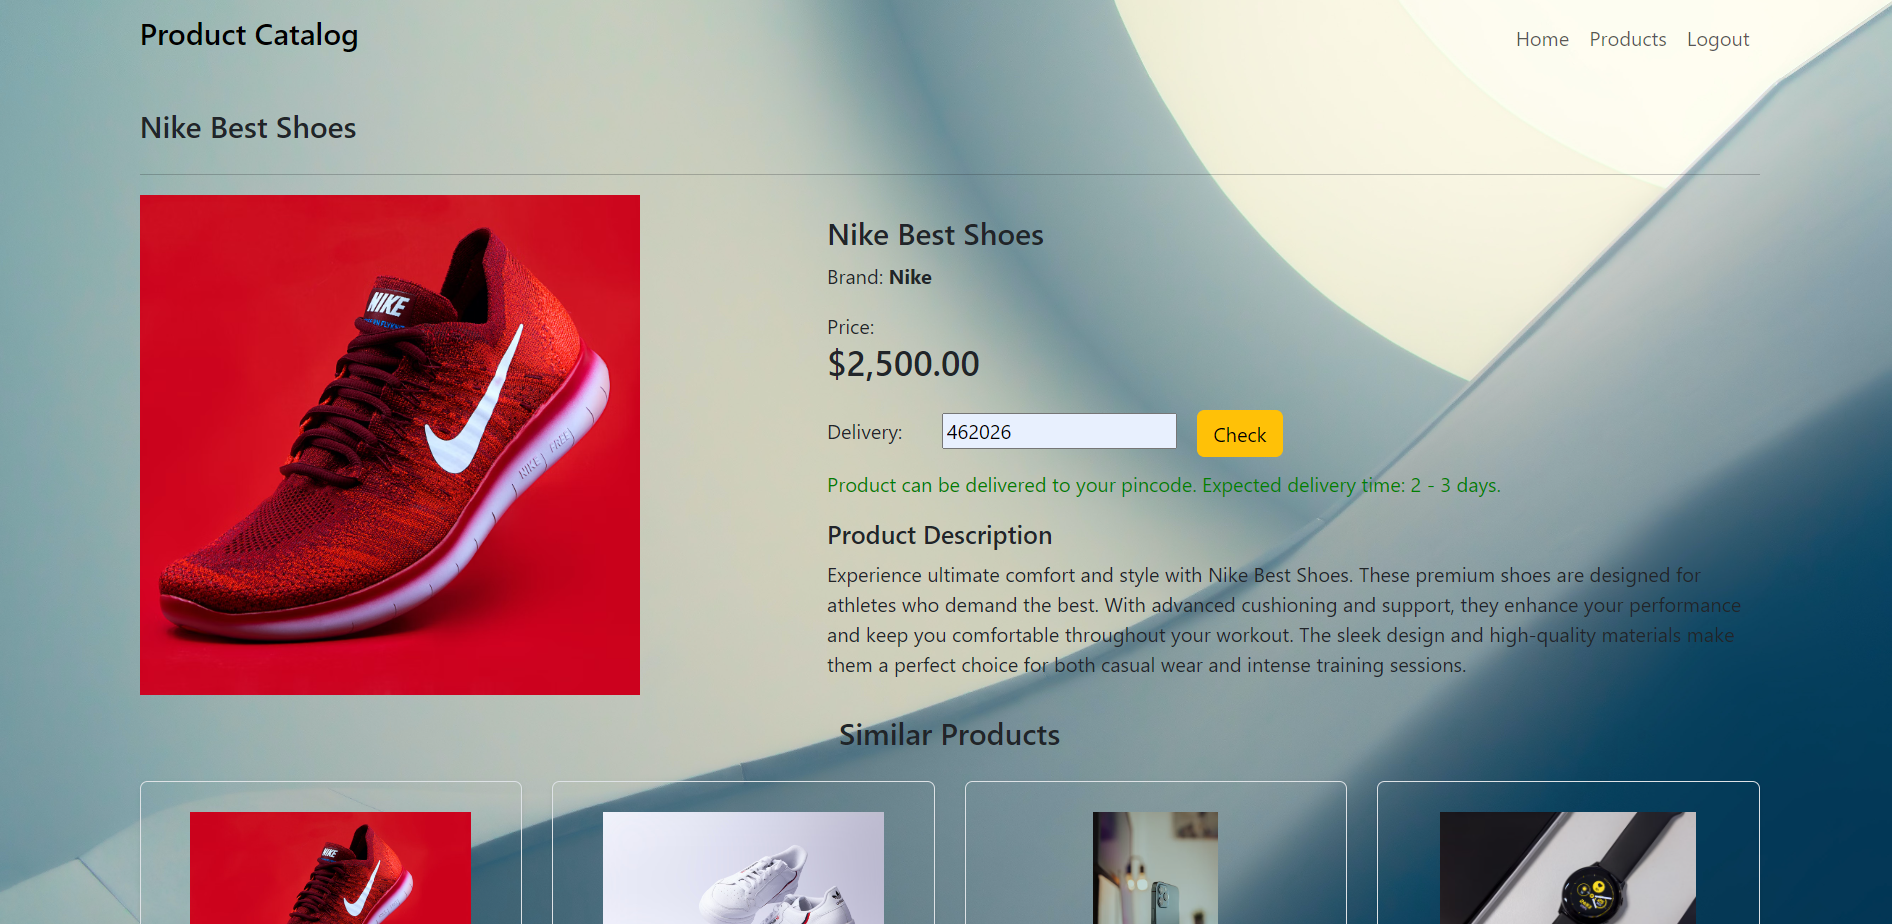 Product Catalog
Home Products Logout
Nike Best Shoes
NIKE
NIKE FREE
Nike Best Shoes
Brand: Nike
Price:
$2,500.00
Delivery: 462026 Check
Product can be delivered to your pincode. Expected delivery time: 2 - 3 days.
Product Description
Experience ultimate comfort and style with Nike Best Shoes. These premium shoes are designed for
athletes who demand the best. With advanced cushioning and support, they enhance your performance
and keep you comfortable throughout your workout. The sleek design and high-quality materials make
them a perfect choice for both casual wear and intense training sessions.
Similar Products
NIKE